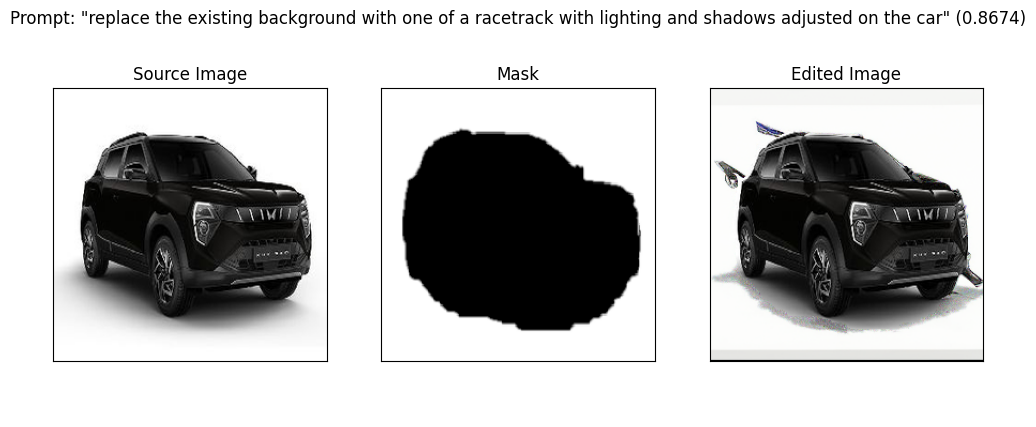 Prompt: "replace the existing background with one of a racetrack with lighting and shadows adjusted on the car" (0.8674)
Source Image
Mask
Edited Image